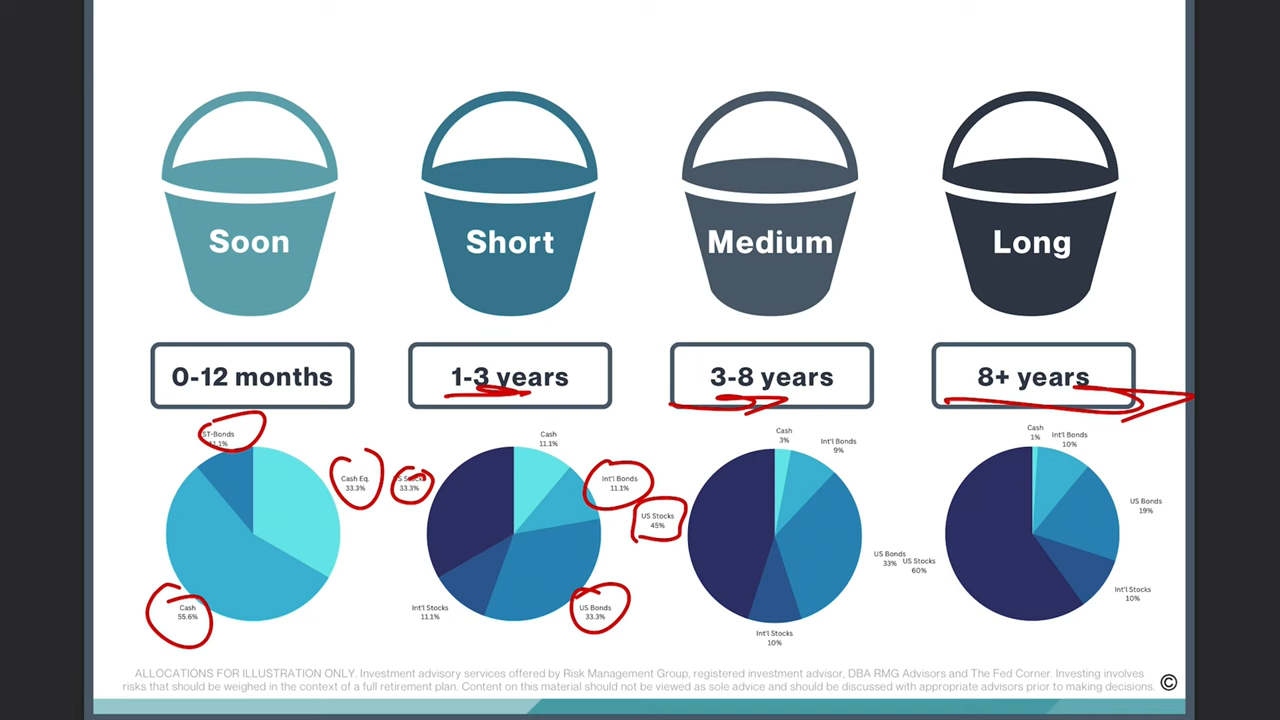 Soon
Short
Medium
Long
0-12 months
1-3 years
3-8 years
8+ years
ST-Bonds
11.1%
Cash Eq.
33.3%
Cash
55.6%
US Stocks
33.3%
Cash
11.1%
Int'l Bonds
11.1%
US Bonds
33.3%
Int'l Stocks
11.1%
US Stocks
45%
Cash
3%
Int'l Bonds
9%
US Bonds
33%
Int'l Stocks
10%
US Stocks
60%
Cash
1%
Int'l Bonds
10%
US Bonds
19%
Int'l Stocks
10%
ALLOCATIONS FOR ILLUSTRATION ONLY. Investment advisory services offered by Risk Management Group, registered investment advisor, DBA RMG Advisors and The Fed Corner. Investing involves
risks that should be weighed in the context of a full retirement plan. Content on this material should not be viewed as sole advice and should be discussed with appropriate advisors prior to making decisions.
©